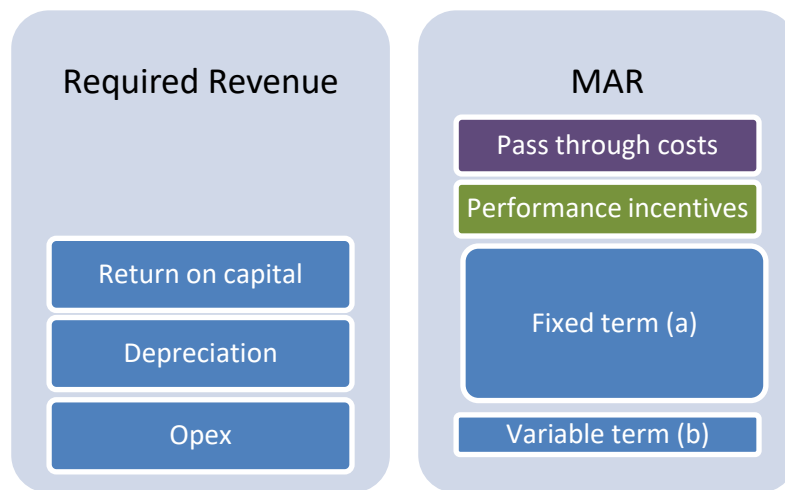 Required Revenue
Return on capital
Depreciation
Opex
MAR
Pass through costs
Performance incentives
Fixed term (a)
Variable term (b)